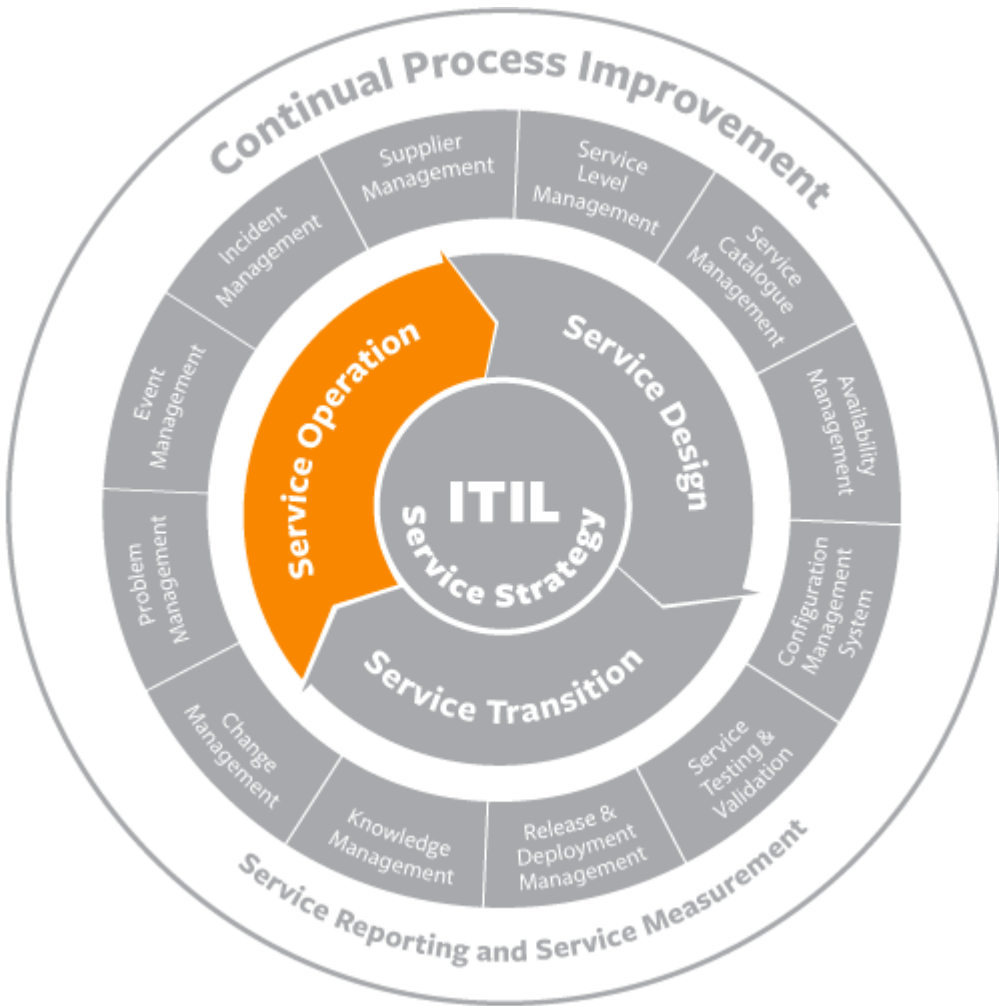 Continual Process Improvement
Supplier
Management
Service
Level
Management
Service
Catalogue
Management
Availability
Management
Configuration
Management
System
Service
Testing &
Validation
Release &
Deployment
Management
Knowledge
Management
Change
Management
Problem
Management
Event
Management
Incident
Management
Service Operation
Service Design
Service Transition
ITIL
Service Strategy
Service Reporting and Service Measurement